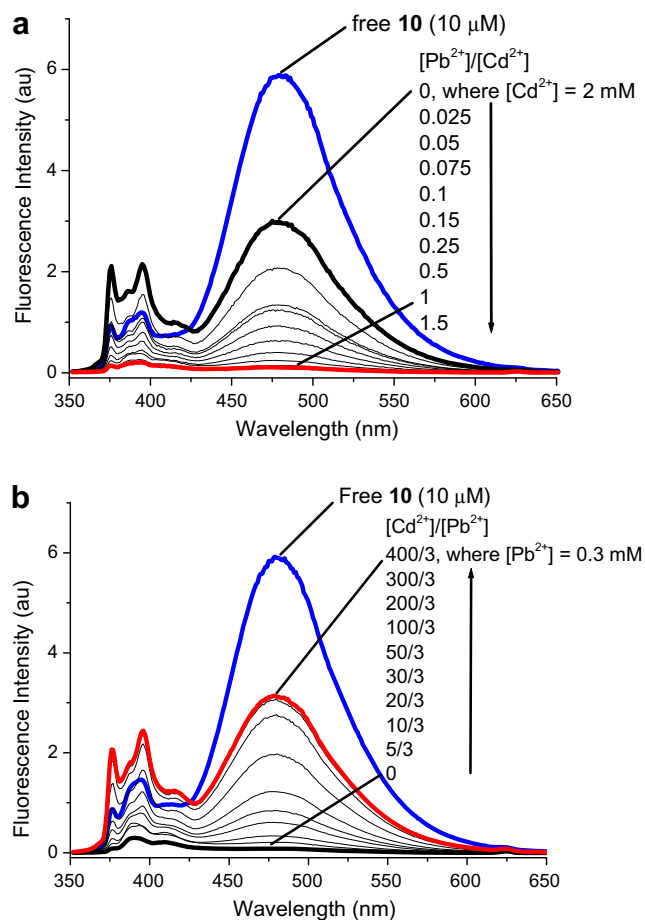 a
free 10 (10 μM)
[Pb²⁺]/[Cd²⁺]
0, where [Cd²⁺] = 2 mM
0.025
0.05
0.075
0.1
0.15
0.25
0.5
1
1.5
Fluorescence Intensity (au)
6
4
2
0
350 400 450 500 550 600 650
Wavelength (nm)
b
Free 10 (10 μM)
[Cd²⁺]/[Pb²⁺]
400/3, where [Pb²⁺] = 0.3 mM
300/3
200/3
100/3
50/3
30/3
20/3
10/3
5/3
0
Fluorescence Intensity (au)
6
4
2
0
350 400 450 500 550 600 650
Wavelength (nm)